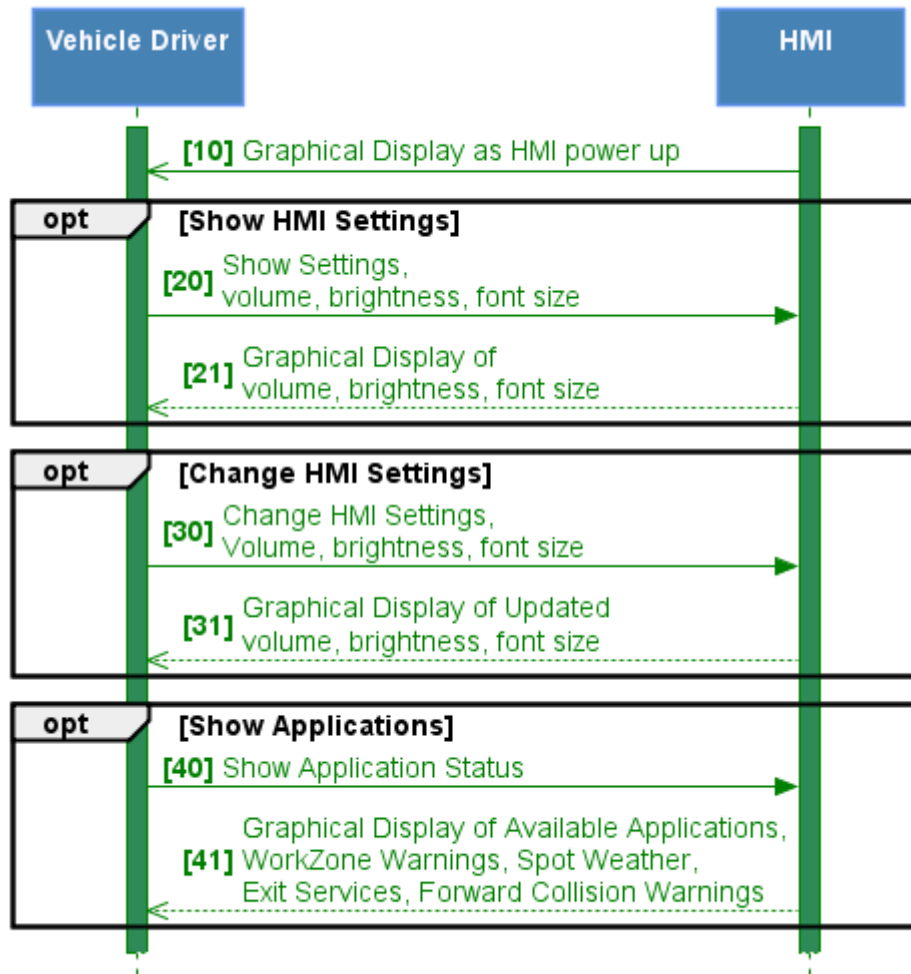 Vehicle Driver
HMI
[10] Graphical Display as HMI power up
opt
[Show HMI Settings]
[20] Show Settings,
volume, brightness, font size
[21] Graphical Display of
volume, brightness, font size
opt
[Change HMI Settings]
[30] Change HMI Settings,
Volume, brightness, font size
[31] Graphical Display of Updated
volume, brightness, font size
opt
[Show Applications]
[40] Show Application Status
[41] Graphical Display of Available Applications,
WorkZone Warnings, Spot Weather,
Exit Services, Forward Collision Warnings